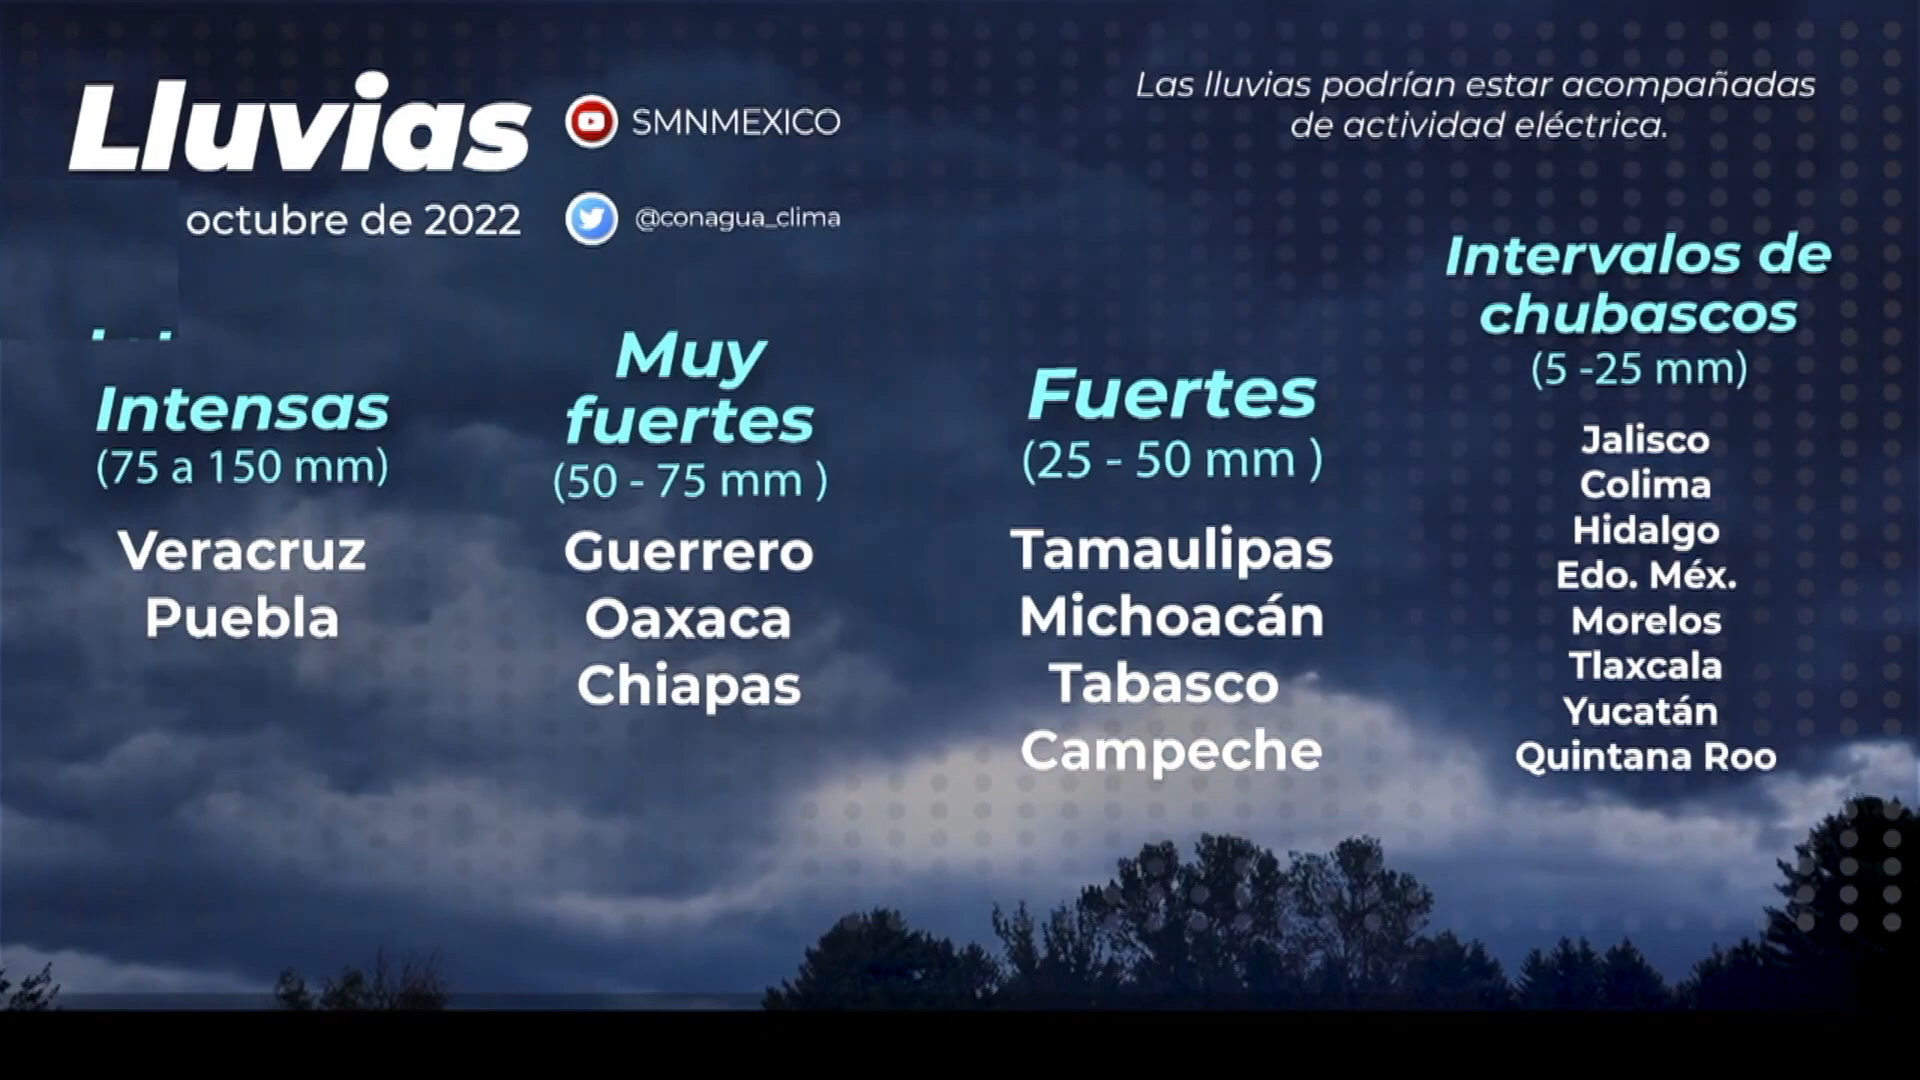 Lluvias
octubre de 2022
SMNMEXICO
@conagua_clima
Las lluvias podrían estar acompañadas
de actividad eléctrica.
Intensas
(75 a 150 mm)
Veracruz
Puebla
Muy
fuertes
(50 - 75 mm )
Guerrero
Oaxaca
Chiapas
Fuertes
(25 - 50 mm )
Tamaulipas
Michoacán
Tabasco
Campeche
Intervalos de
chubascos
(5 -25 mm)
Jalisco
Colima
Hidalgo
Edo. Méx.
Morelos
Tlaxcala
Yucatán
Quintana Roo